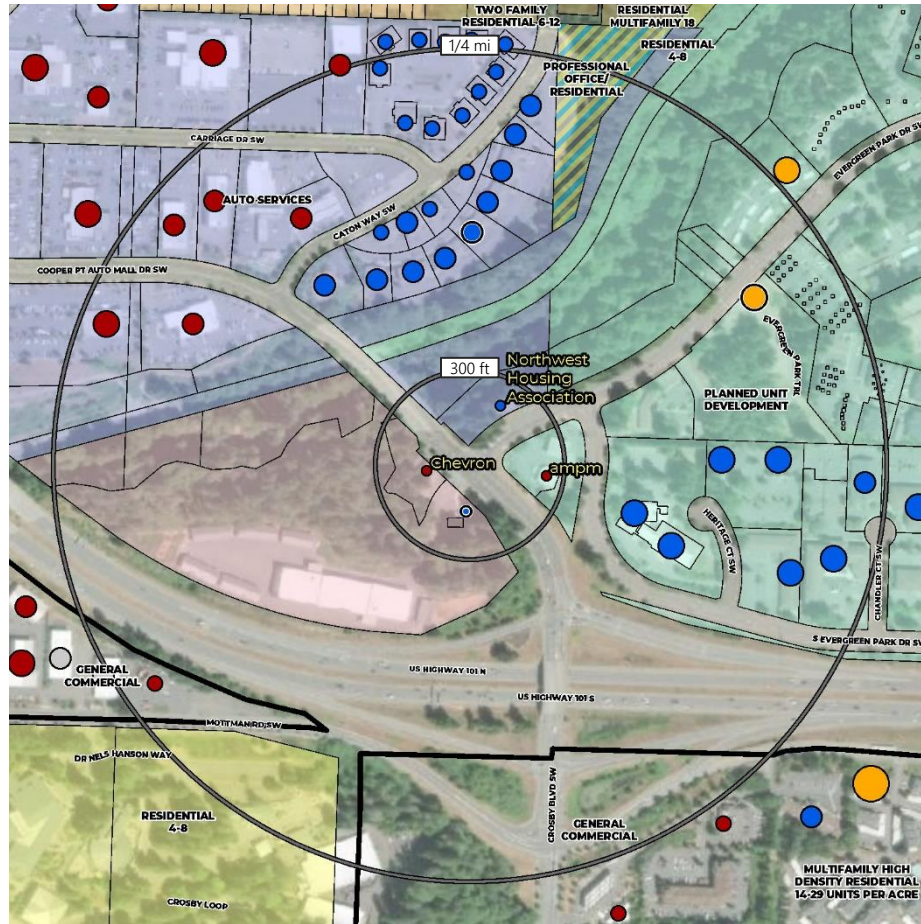 TWO FAMILY
RESIDENTIAL 6-12
RESIDENTIAL
MULTIFAMILY 18
1/4 mi
RESIDENTIAL
4-8
PROFESSIONAL
OFFICE/
RESIDENTIAL
CARRIAGE DR SW
EVERGREEN PARK DR SW
AUTO SERVICES
CATON WAY SW
COOPER PT AUTO MALL DR SW
EVERGREEN PARK TRK
300 ft
Northwest
Housing
Association
PLANNED UNIT
DEVELOPMENT
Chevron
ampm
HERITAGE CT SW
CHANDLER CT SW
S EVERGREEN PARK DR SW
US HIGHWAY 101 N
GENERAL
COMMERCIAL
US HIGHWAY 101 S
MOTTMAN RD SW
DR NELS HANSON WAY
CROSBY BLVD SW
RESIDENTIAL
4-8
GENERAL
COMMERCIAL
MULTIFAMILY HIGH
DENSITY RESIDENTIAL
14-29 UNITS PER ACRE
CROSBY LOOP